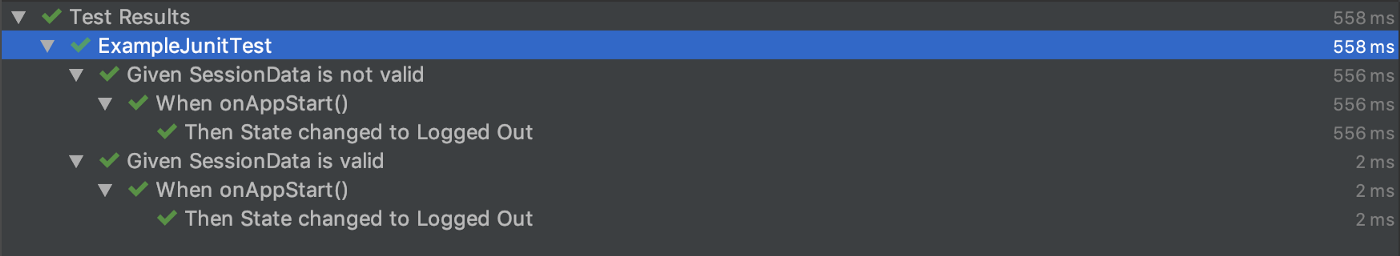 Test Results 558 ms
ExampleJunitTest 558 ms
Given SessionData is not valid 556 ms
When onAppStart() 556 ms
Then State changed to Logged Out 556 ms
Given SessionData is valid 2 ms
When onAppStart() 2 ms
Then State changed to Logged Out 2 ms